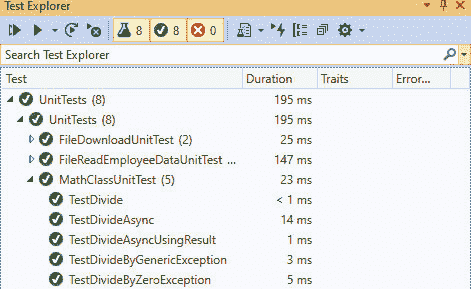 Test Explorer
8 8 0
Search Test Explorer
Test Duration Traits Error...
UnitTests (8) 195 ms
UnitTests (8) 195 ms
FileDownloadUnitTest (2) 25 ms
FileReadEmployeeDataUnitTest ... 147 ms
MathClassUnitTest (5) 23 ms
TestDivide < 1 ms
TestDivideAsync 14 ms
TestDivideAsyncUsingResult 1 ms
TestDivideByGenericException 3 ms
TestDivideByZeroException 5 ms